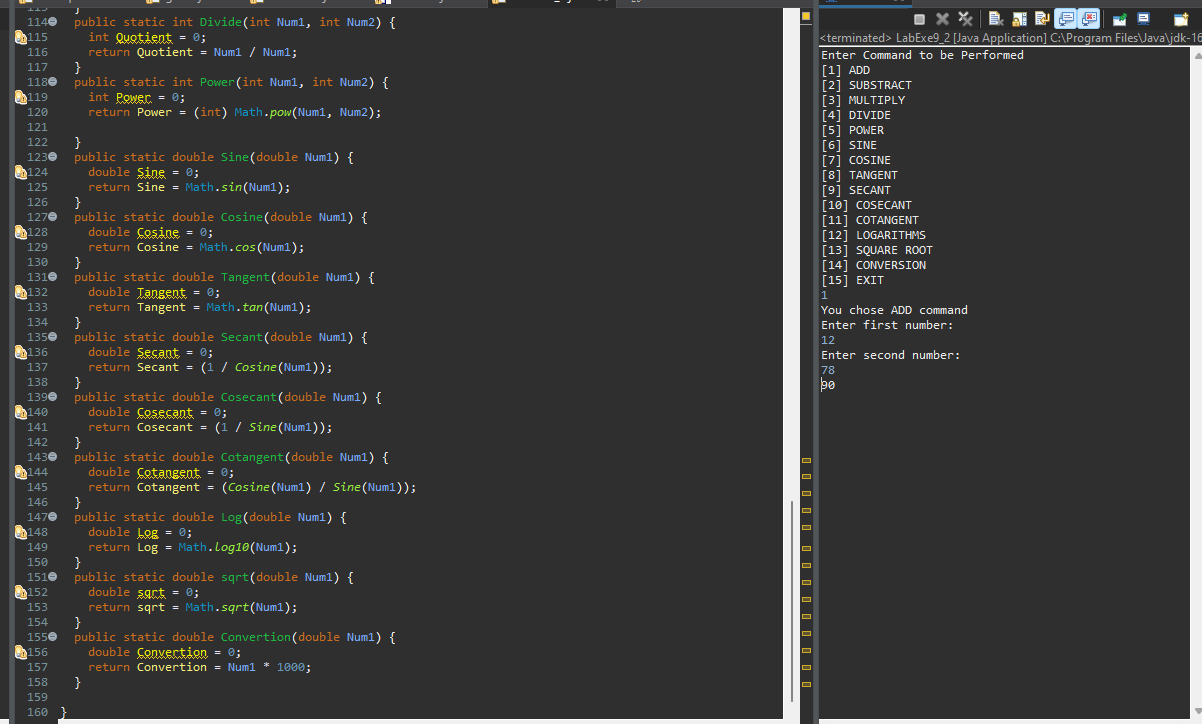 114 public static int Divide(int Num1, int Num2) {
115 int Quotient = 0;
116 return Quotient = Num1 / Num1;
117 }
118 public static int Power(int Num1, int Num2) {
119 int Power = 0;
120 return Power = (int) Math.pow(Num1, Num2);
121
122 }
123 public static double Sine(double Num1) {
124 double Sine = 0;
125 return Sine = Math.sin(Num1);
126 }
127 public static double Cosine(double Num1) {
128 double Cosine = 0;
129 return Cosine = Math.cos(Num1);
130 }
131 public static double Tangent(double Num1) {
132 double Tangent = 0;
133 return Tangent = Math.tan(Num1);
134 }
135 public static double Secant(double Num1) {
136 double Secant = 0;
137 return Secant = (1 / Cosine(Num1));
138 }
139 public static double Cosecant(double Num1) {
140 double Cosecant = 0;
141 return Cosecant = (1 / Sine(Num1));
142 }
143 public static double Cotangent(double Num1) {
144 double Cotangent = 0;
145 return Cotangent = (Cosine(Num1) / Sine(Num1));
146 }
147 public static double Log(double Num1) {
148 double Log = 0;
149 return Log = Math.log10(Num1);
150 }
151 public static double sqrt(double Num1) {
152 double sqrt = 0;
153 return sqrt = Math.sqrt(Num1);
154 }
155 public static double Convertion(double Num1) {
156 double Convertion = 0;
157 return Convertion = Num1 * 1000;
158 }
159
160 }
<terminated> LabExe9_2 [Java Application] C:\Program Files\Java\jdk-16
Enter Command to be Performed
[1] ADD
[2] SUBSTRACT
[3] MULTIPLY
[4] DIVIDE
[5] POWER
[6] SINE
[7] COSINE
[8] TANGENT
[9] SECANT
[10] COSECANT
[11] COTANGENT
[12] LOGARITHMS
[13] SQUARE ROOT
[14] CONVERSION
[15] EXIT
1
You chose ADD command
Enter first number:
12
Enter second number:
78
90